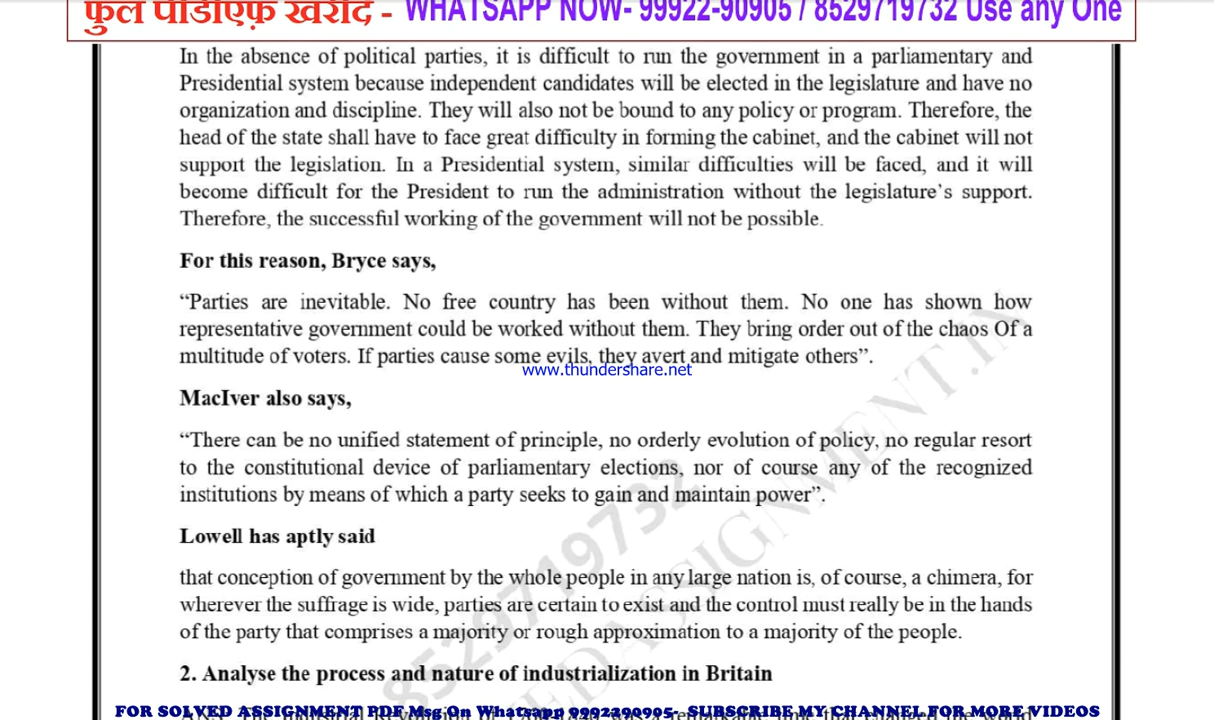 फुल पीडीएफ़ खरीदे - WHATSAPP NOW- 99922-90905 / 8529719732 Use any One
In the absence of political parties, it is difficult to run the government in a parliamentary and
Presidential system because independent candidates will be elected in the legislature and have no
organization and discipline. They will also not be bound to any policy or program. Therefore, the
head of the state shall have to face great difficulty in forming the cabinet, and the cabinet will not
support the legislation. In a Presidential system, similar difficulties will be faced, and it will
become difficult for the President to run the administration without the legislature's support.
Therefore, the successful working of the government will not be possible.
For this reason, Bryce says,
“Parties are inevitable. No free country has been without them. No one has shown how
representative government could be worked without them. They bring order out of the chaos Of a
multitude of voters. If parties cause some evils, they avert and mitigate others”.
www.thundershare.net
MacIver also says,
“There can be no unified statement of principle, no orderly evolution of policy, no regular resort
to the constitutional device of parliamentary elections, nor of course any of the recognized
institutions by means of which a party seeks to gain and maintain power”.
Lowell has aptly said
that conception of government by the whole people in any large nation is, of course, a chimera, for
wherever the suffrage is wide, parties are certain to exist and the control must really be in the hands
of the party that comprises a majority or rough approximation to a majority of the people.
8529719732
EDASSIGNMENT.IN
2. Analyse the process and nature of industrialization in Britain
FOR SOLVED ASSIGNMENT PDF Msg On Whatsapp 9992290905- SUBSCRIBE MY CHANNEL FOR MORE VIDEOS